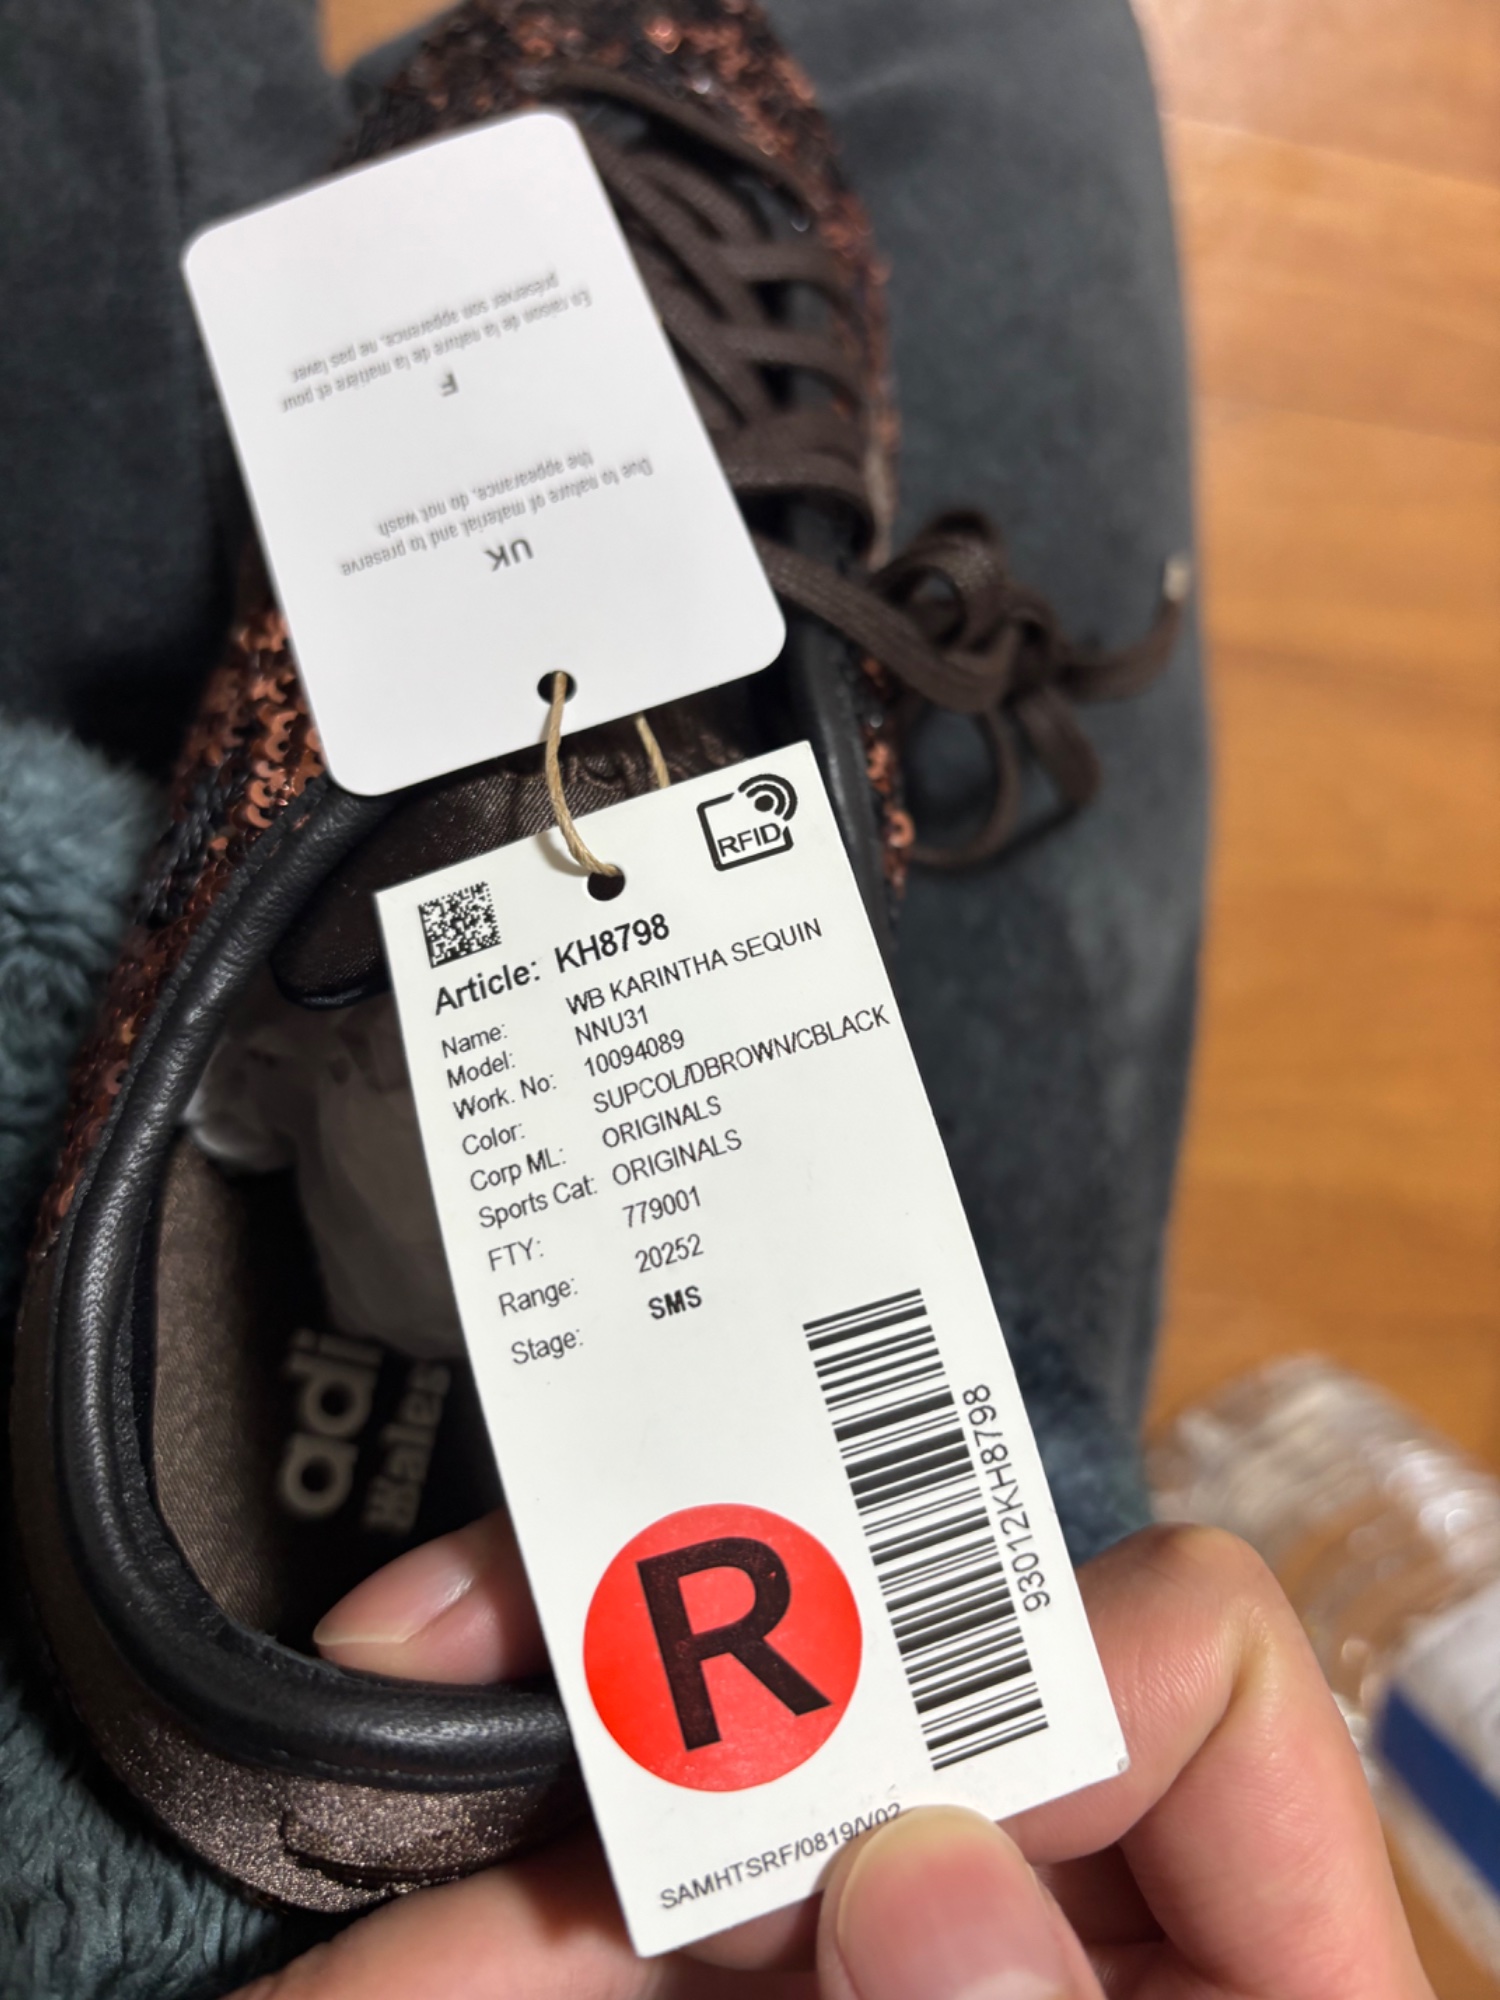 UK
Due to nature of material and to preserve
the appearance, do not wash
F
En raison de la nature de la matière et pour
préserver son apparence, ne pas laver
RFID
Article: KH8798
Name: WB KARINTHA SEQUIN
Model: NNU31
Work. No: 10094089
Color: SUPCOL/DBROWN/CBLACK
Corp ML: ORIGINALS
Sports Cat: ORIGINALS
FTY: 779001
Range: 20252
Stage: SMS
93012KH8798
R
SAMHTSRF/0819/V02
adi
Wales